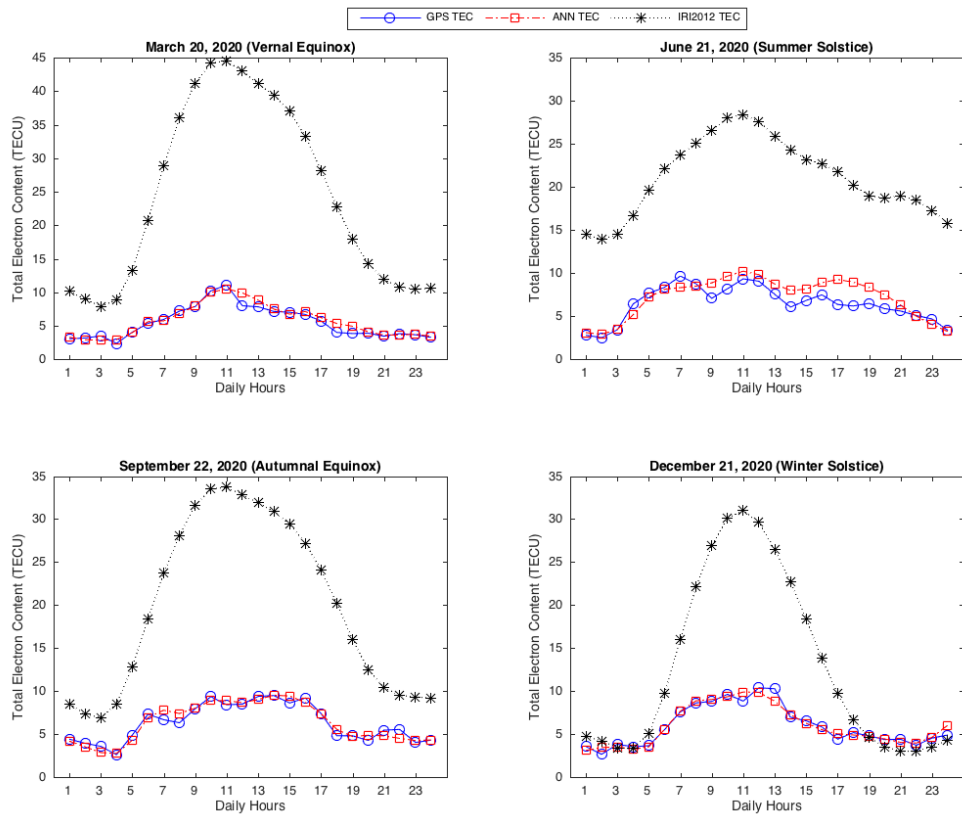 GPS TEC ANN TEC IRI2012 TEC
March 20, 2020 (Vernal Equinox)
45
40
35
30
25
20
15
10
5
0
Total Electron Content (TECU)
1 3 5 7 9 11 13 15 17 19 21 23
Daily Hours
June 21, 2020 (Summer Solstice)
35
30
25
20
15
10
5
0
Total Electron Content (TECU)
1 3 5 7 9 11 13 15 17 19 21 23
Daily Hours
September 22, 2020 (Autumnal Equinox)
35
30
25
20
15
10
5
0
Total Electron Content (TECU)
1 3 5 7 9 11 13 15 17 19 21 23
Daily Hours
December 21, 2020 (Winter Solstice)
35
30
25
20
15
10
5
0
Total Electron Content (TECU)
1 3 5 7 9 11 13 15 17 19 21 23
Daily Hours